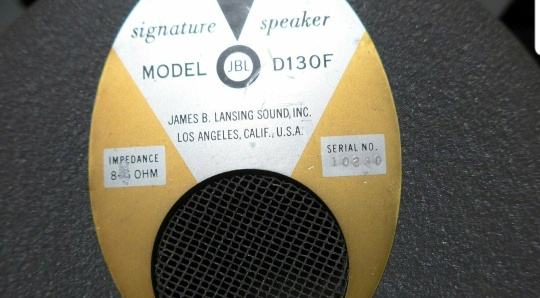 signature speaker
MODEL JBL D130F
JAMES B. LANSING SOUND, INC.
LOS ANGELES, CALIF., U.S.A.
IMPEDANCE
OHM
SERIAL NO.